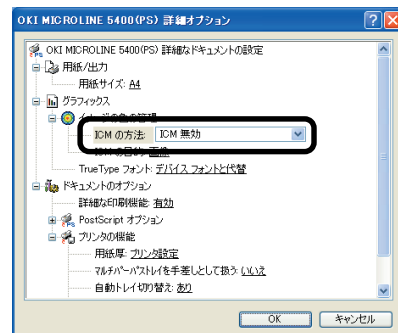 OKI MICROLINE 5400(PS) 詳細オプション
OKI MICROLINE 5400(PS) 詳細なドキュメントの設定
用紙/出力
用紙サイズ: A4
グラフィックス
イメージの色の管理
ICM の方法: ICM 無効
ICM の目的: 画像
TrueType フォント: デバイス フォントと代替
ドキュメントのオプション
詳細な印刷機能: 有効
PostScript オプション
プリンタの機能
用紙厚: プリンタ設定
マルチパーパストレイを手差しとして扱う: いいえ
自動トレイ切り替え: あり
OK キャンセル